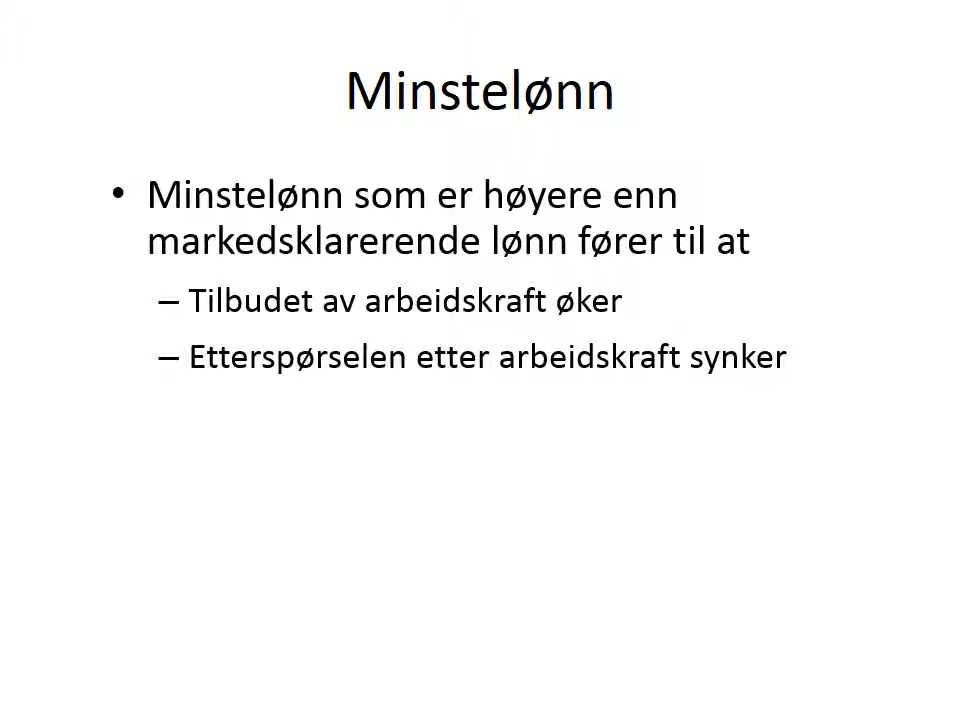 Minstelønn
• Minstelønn som er høyere enn
markedsklarerende lønn fører til at
– Tilbudet av arbeidskraft øker
– Etterspørselen etter arbeidskraft synker